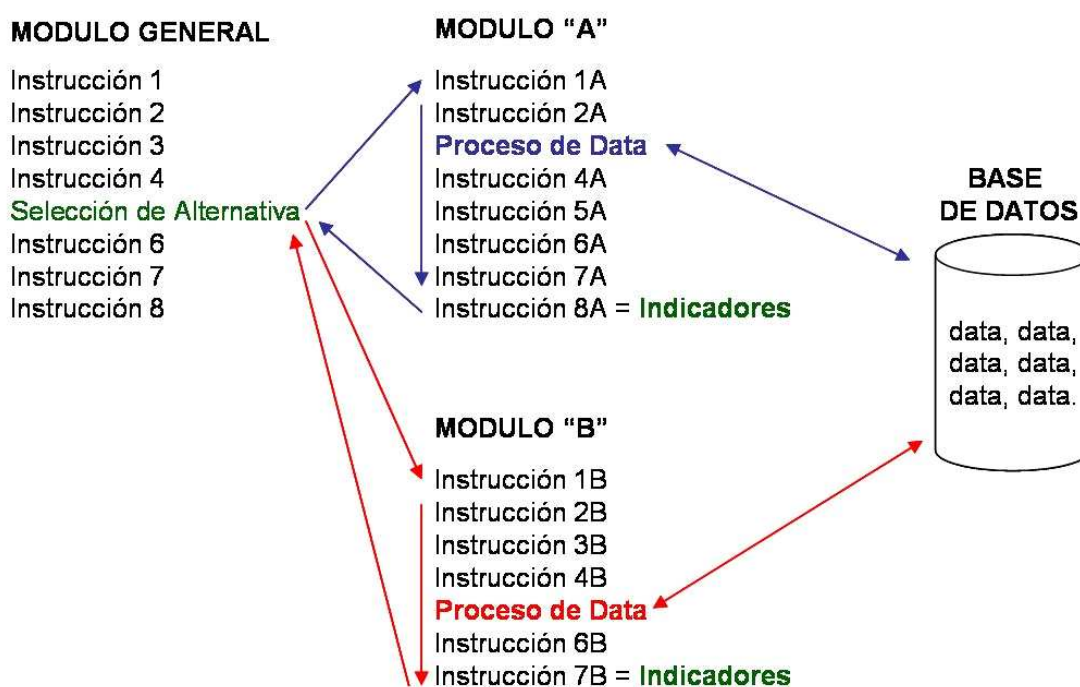 MODULO GENERAL
Instrucción 1
Instrucción 2
Instrucción 3
Instrucción 4
Selección de Alternativa
Instrucción 6
Instrucción 7
Instrucción 8
MODULO “A”
Instrucción 1A
Instrucción 2A
Proceso de Data
Instrucción 4A
Instrucción 5A
Instrucción 6A
Instrucción 7A
Instrucción 8A = Indicadores
MODULO “B”
Instrucción 1B
Instrucción 2B
Instrucción 3B
Instrucción 4B
Proceso de Data
Instrucción 6B
Instrucción 7B = Indicadores
BASE
DE DATOS
data, data,
data, data,
data, data.